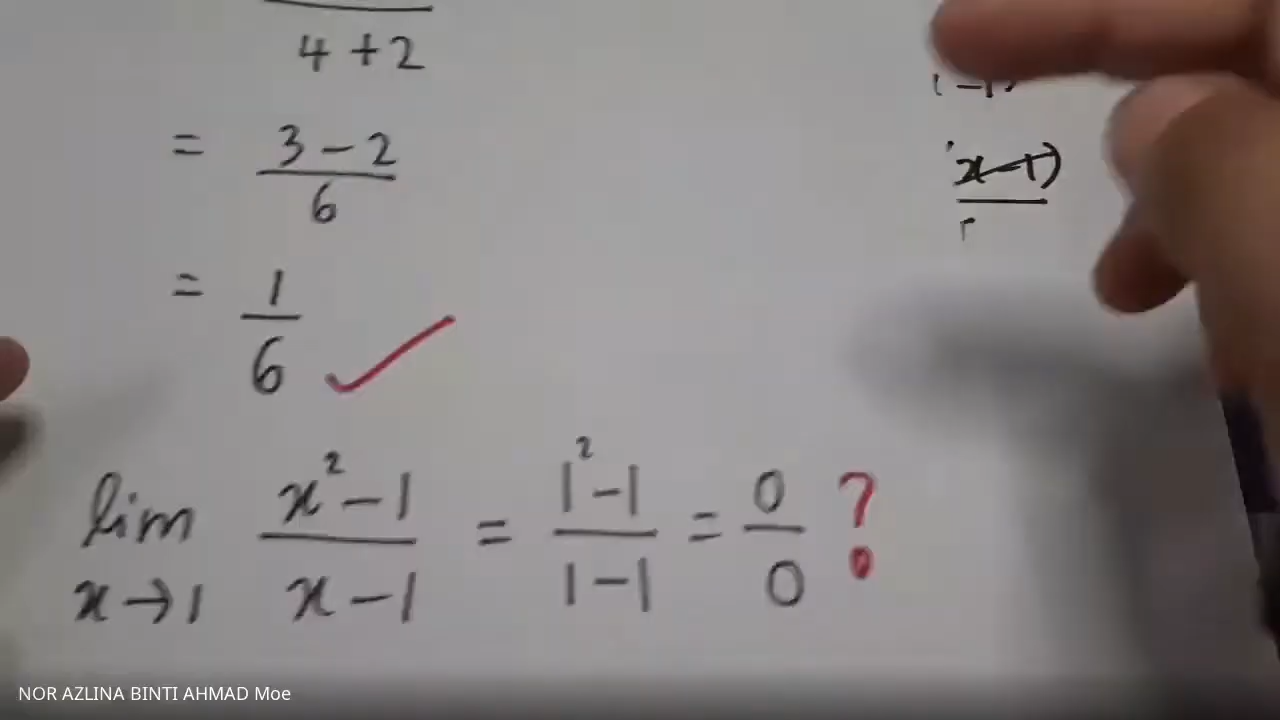 4 + 2
= 3 - 2 / 6
= 1 / 6 ✓
lim x→1 x² - 1 / x - 1 = 1² - 1 / 1 - 1 = 0 / 0 ?
x - 1)
NOR AZLINA BINTI AHMAD Moe